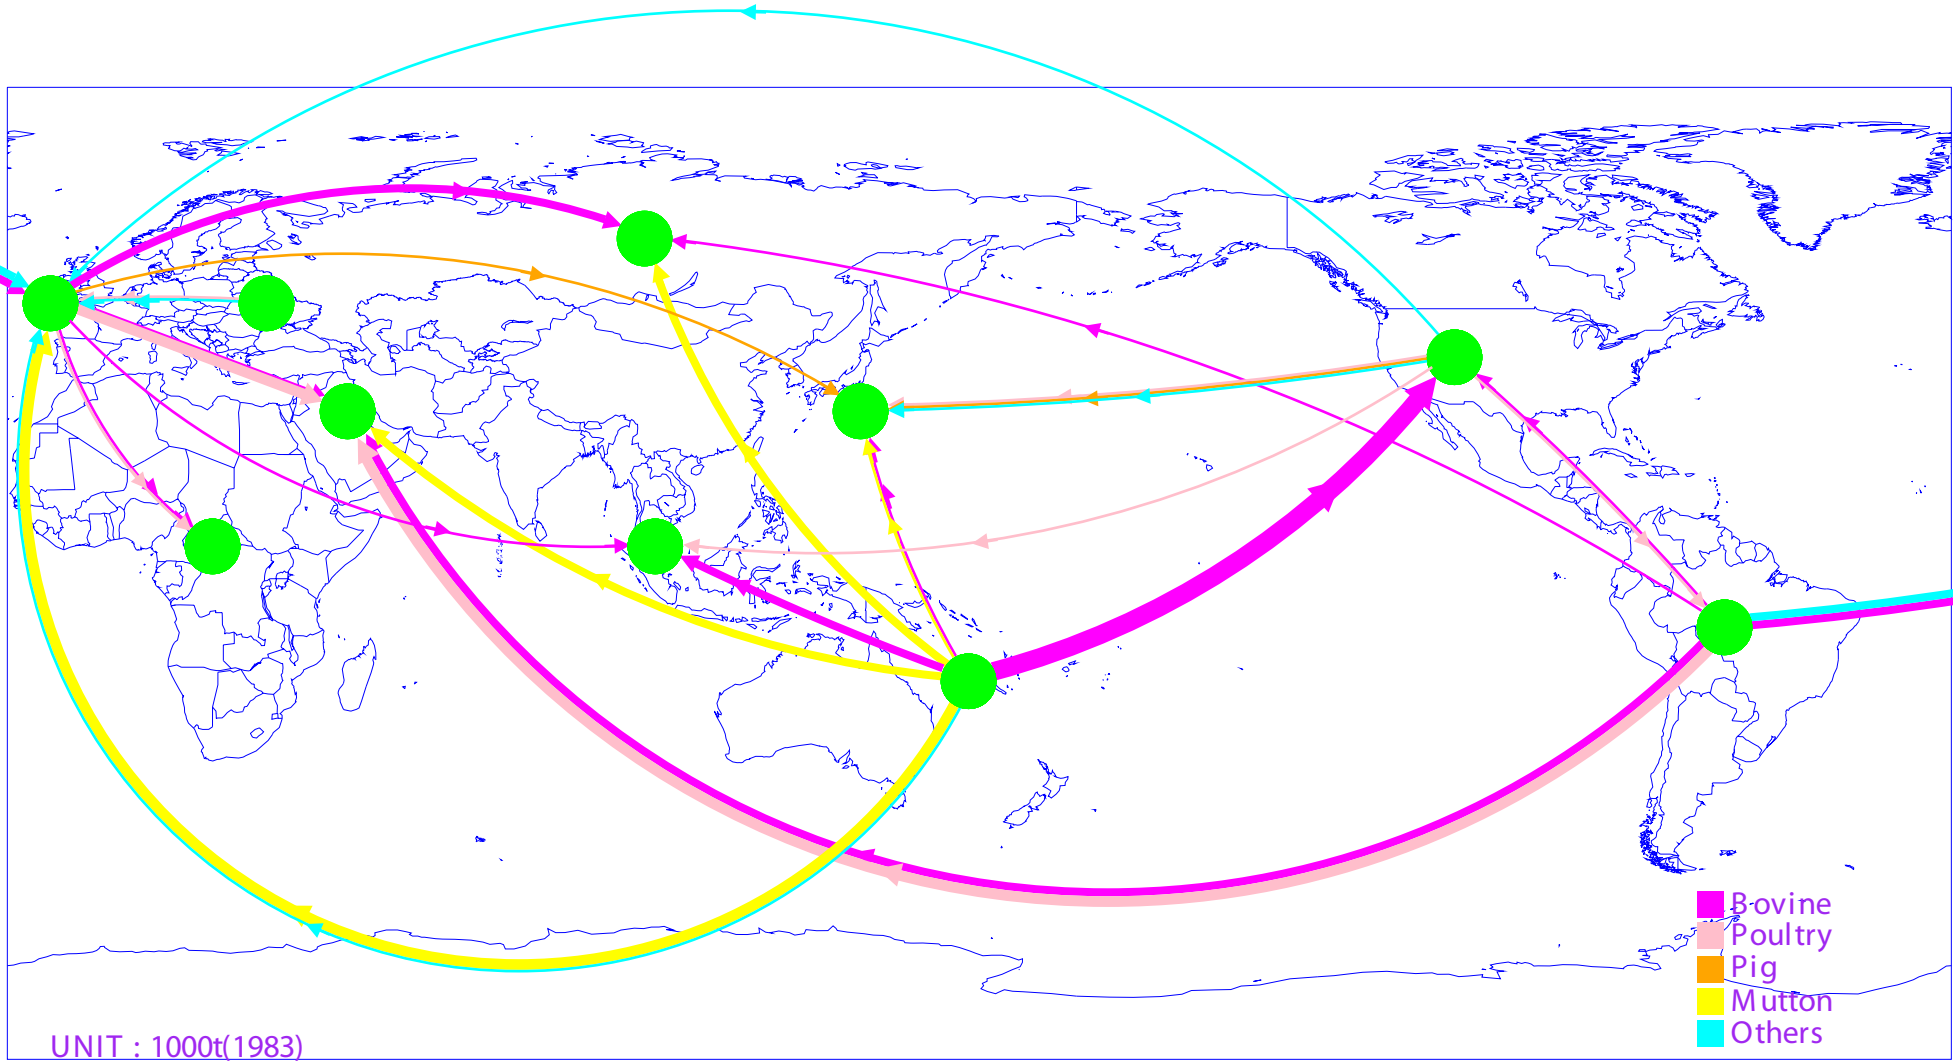 Bovine
Poultry
Pig
Mutton
Others
UNIT : 1000t(1983)